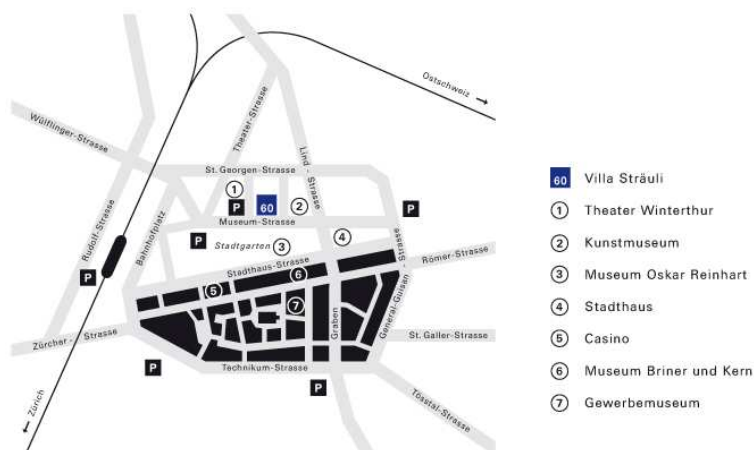 Ostschweiz
Wülflinger-Strasse
Theater-Strasse
Lind-Strasse
St. Georgen-Strasse
1
P
60
2
Museum-Strasse
P
Rudolf-Strasse
Bahnhofplatz
P
Stadtgarten
3
4
P
Stadthaus-Strasse
6
5
7
Römer-Strasse
General-Guisan-Strasse
Graben
Zürcher-Strasse
St. Galler-Strasse
P
Technikum-Strasse
P
Tösstal-Strasse
Zürich
60 Villa Sträuli
1 Theater Winterthur
2 Kunstmuseum
3 Museum Oskar Reinhart
4 Stadthaus
5 Casino
6 Museum Briner und Kern
7 Gewerbemuseum